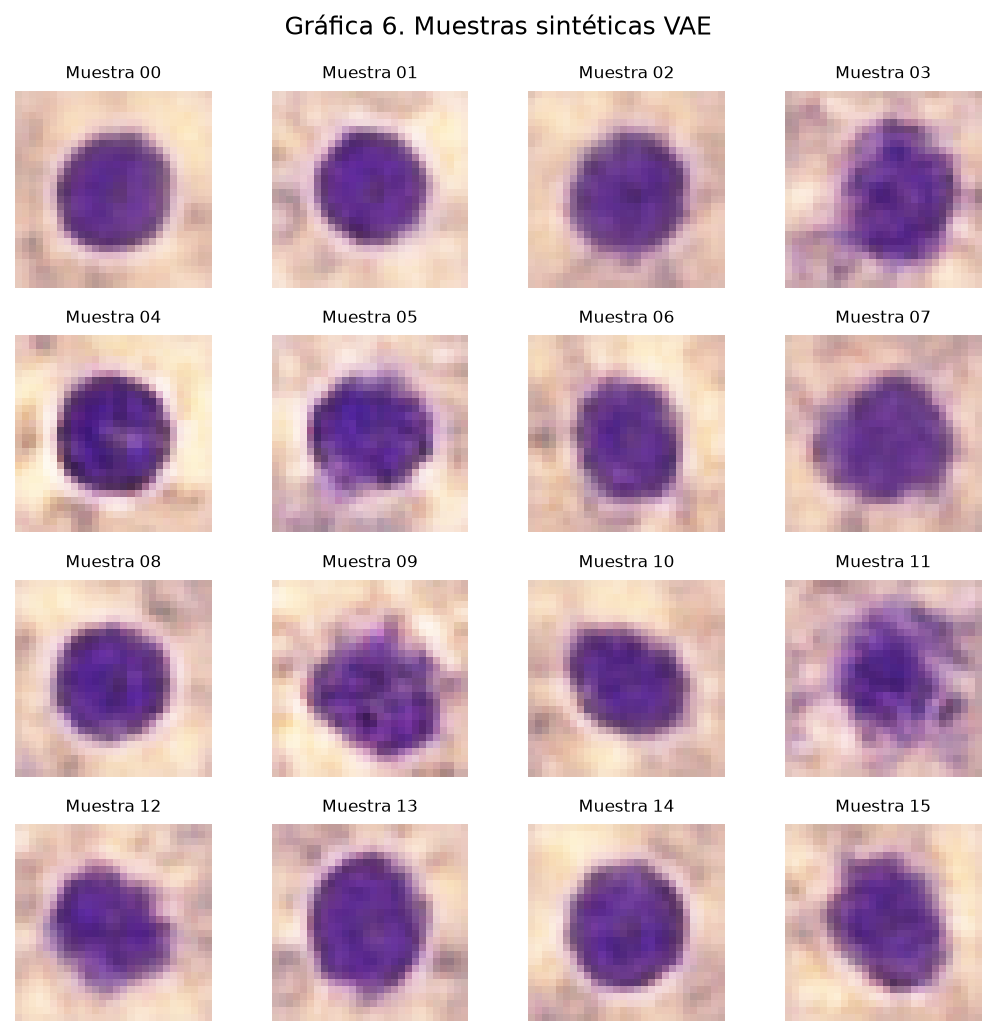 Gráfica 6. Muestras sintéticas VAE
Muestra 00
Muestra 01
Muestra 02
Muestra 03
Muestra 04
Muestra 05
Muestra 06
Muestra 07
Muestra 08
Muestra 09
Muestra 10
Muestra 11
Muestra 12
Muestra 13
Muestra 14
Muestra 15